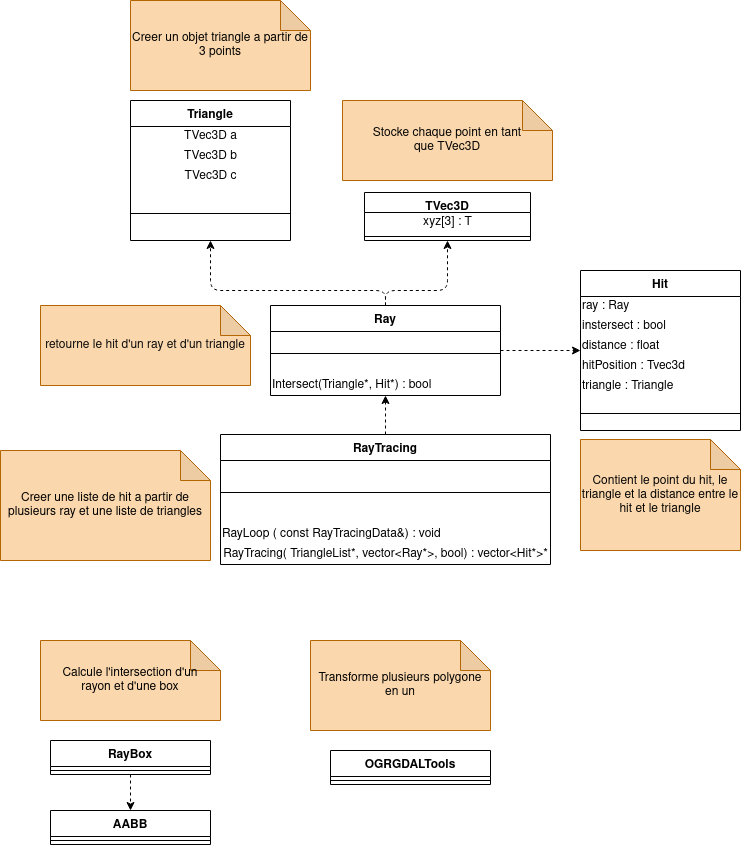 Creer un objet triangle a partir de
3 points
Triangle
TVec3D a
TVec3D b
TVec3D c
Stocke chaque point en tant
que TVec3D
TVec3D
xyz[3] : T
Hit
ray : Ray
instersect : bool
distance : float
hitPosition : Tvec3d
triangle : Triangle
retourne le hit d'un ray et d'un triangle
Ray
Intersect(Triangle*, Hit*) : bool
RayTracing
RayLoop ( const RayTracingData&) : void
RayTracing( TriangleList*, vector<Ray*>, bool) : vector<Hit*>*
Creer une liste de hit a partir de
plusieurs ray et une liste de triangles
Contient le point du hit, le
triangle et la distance entre le
hit et le triangle
Calcule l'intersection d'un
rayon et d'une box
RayBox
AABB
Transforme plusieurs polygone
en un
OGRGDALTools